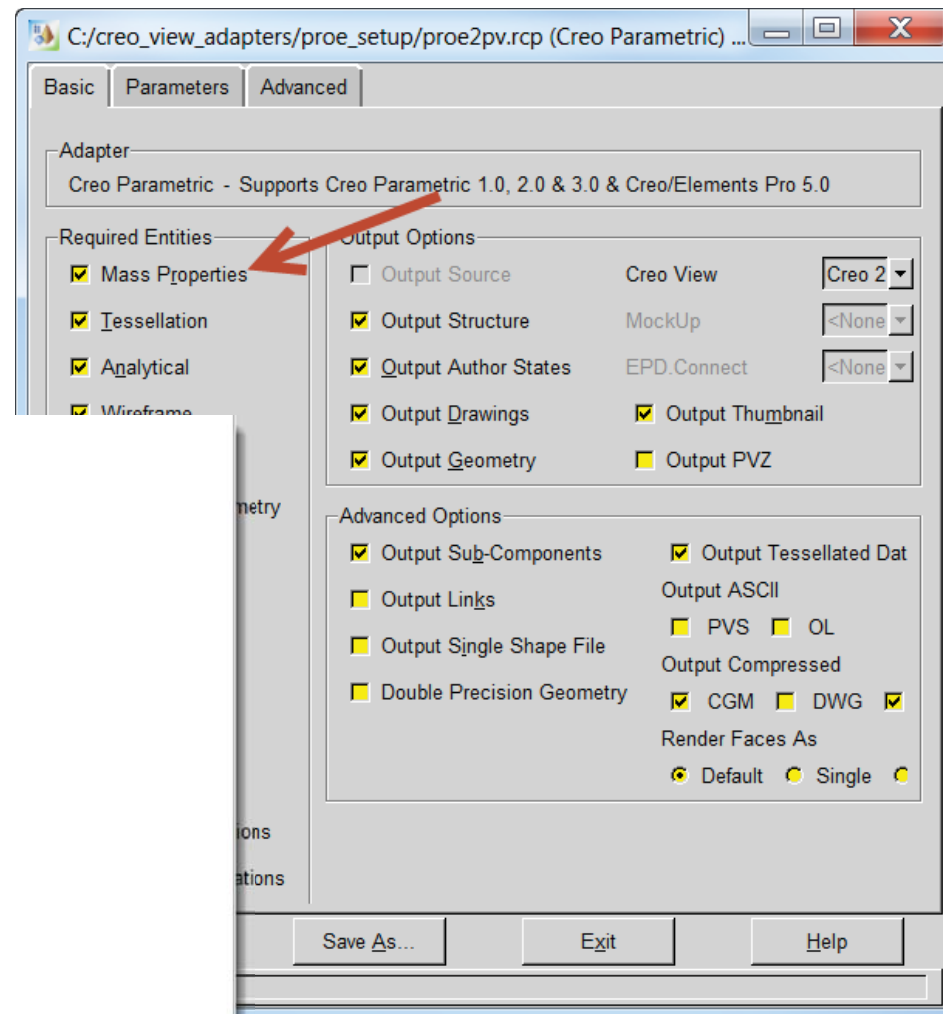 C:/creo_view_adapters/proe_setup/proe2pv.rcp (Creo Parametric) ...
Basic
Parameters
Advanced
Adapter
Creo Parametric - Supports Creo Parametric 1.0, 2.0 & 3.0 & Creo/Elements Pro 5.0
Required Entities
Mass Properties
Tessellation
Analytical
Wireframe
metry
ions
ations
Output Options
Output Source
Creo View
Creo 2
Output Structure
MockUp
<None
Output Author States
EPD.Connect
<None
Output Drawings
Output Thumbnail
Output Geometry
Output PVZ
Advanced Options
Output Sub-Components
Output Links
Output Single Shape File
Double Precision Geometry
Output Tessellated Dat
Output ASCII
PVS
OL
Output Compressed
CGM
DWG
Render Faces As
Default
Single
Save As...
Exit
Help